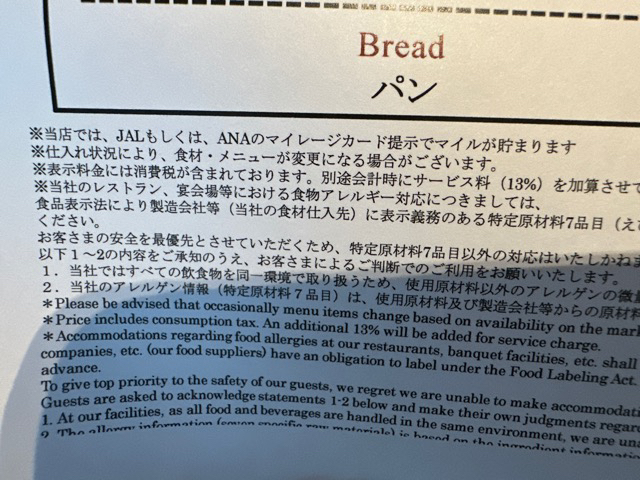 Bread
パン
※当店では、JALもしくは、ANAのマイレージカード提示でマイルが貯まります
※仕入れ状況により、食材・メニューが変更になる場合がございます。
※表示料金には消費税が含まれております。別途会計時にサービス料（13%）を加算させて
※当社のレストラン、宴会場等における食物アレルギー対応につきましては、
食品表示法により製造会社等（当社の食材仕入先）に表示義務のある特定原材料7品目（えび
ください。
お客さまの安全を最優先とさせていただくため、特定原材料7品目以外の対応はいたしかねま
以下１～2の内容をご承知のうえ、お客さまによるご判断でのご利用をお願いいたします。
１．当社ではすべての飲食物を同一環境で取り扱うため、使用原材料以外のアレルゲンの微量
２．当社のアレルゲン情報（特定原材料７品目）は、使用原材料及び製造会社等からの原材料
＊Please be advised that occasionally menu items change based on availability on the mark
＊Price includes consumption tax. An additional 13% will be added for service charge.
＊Accommodations regarding food allergies at our restaurants, banquet facilities, etc. shall
companies, etc. (our food suppliers) have an obligation to label under the Food Labeling Act.
advance.
To give top priority to the safety of our guests, we regret we are unable to make accommodati
Guests are asked to acknowledge statements 1-2 below and make their own judgments regard
1. At our facilities, as all food and beverages are handled in the same environment, we are una
2. The allergy information (seven specific raw materials) is based on the ingredient information